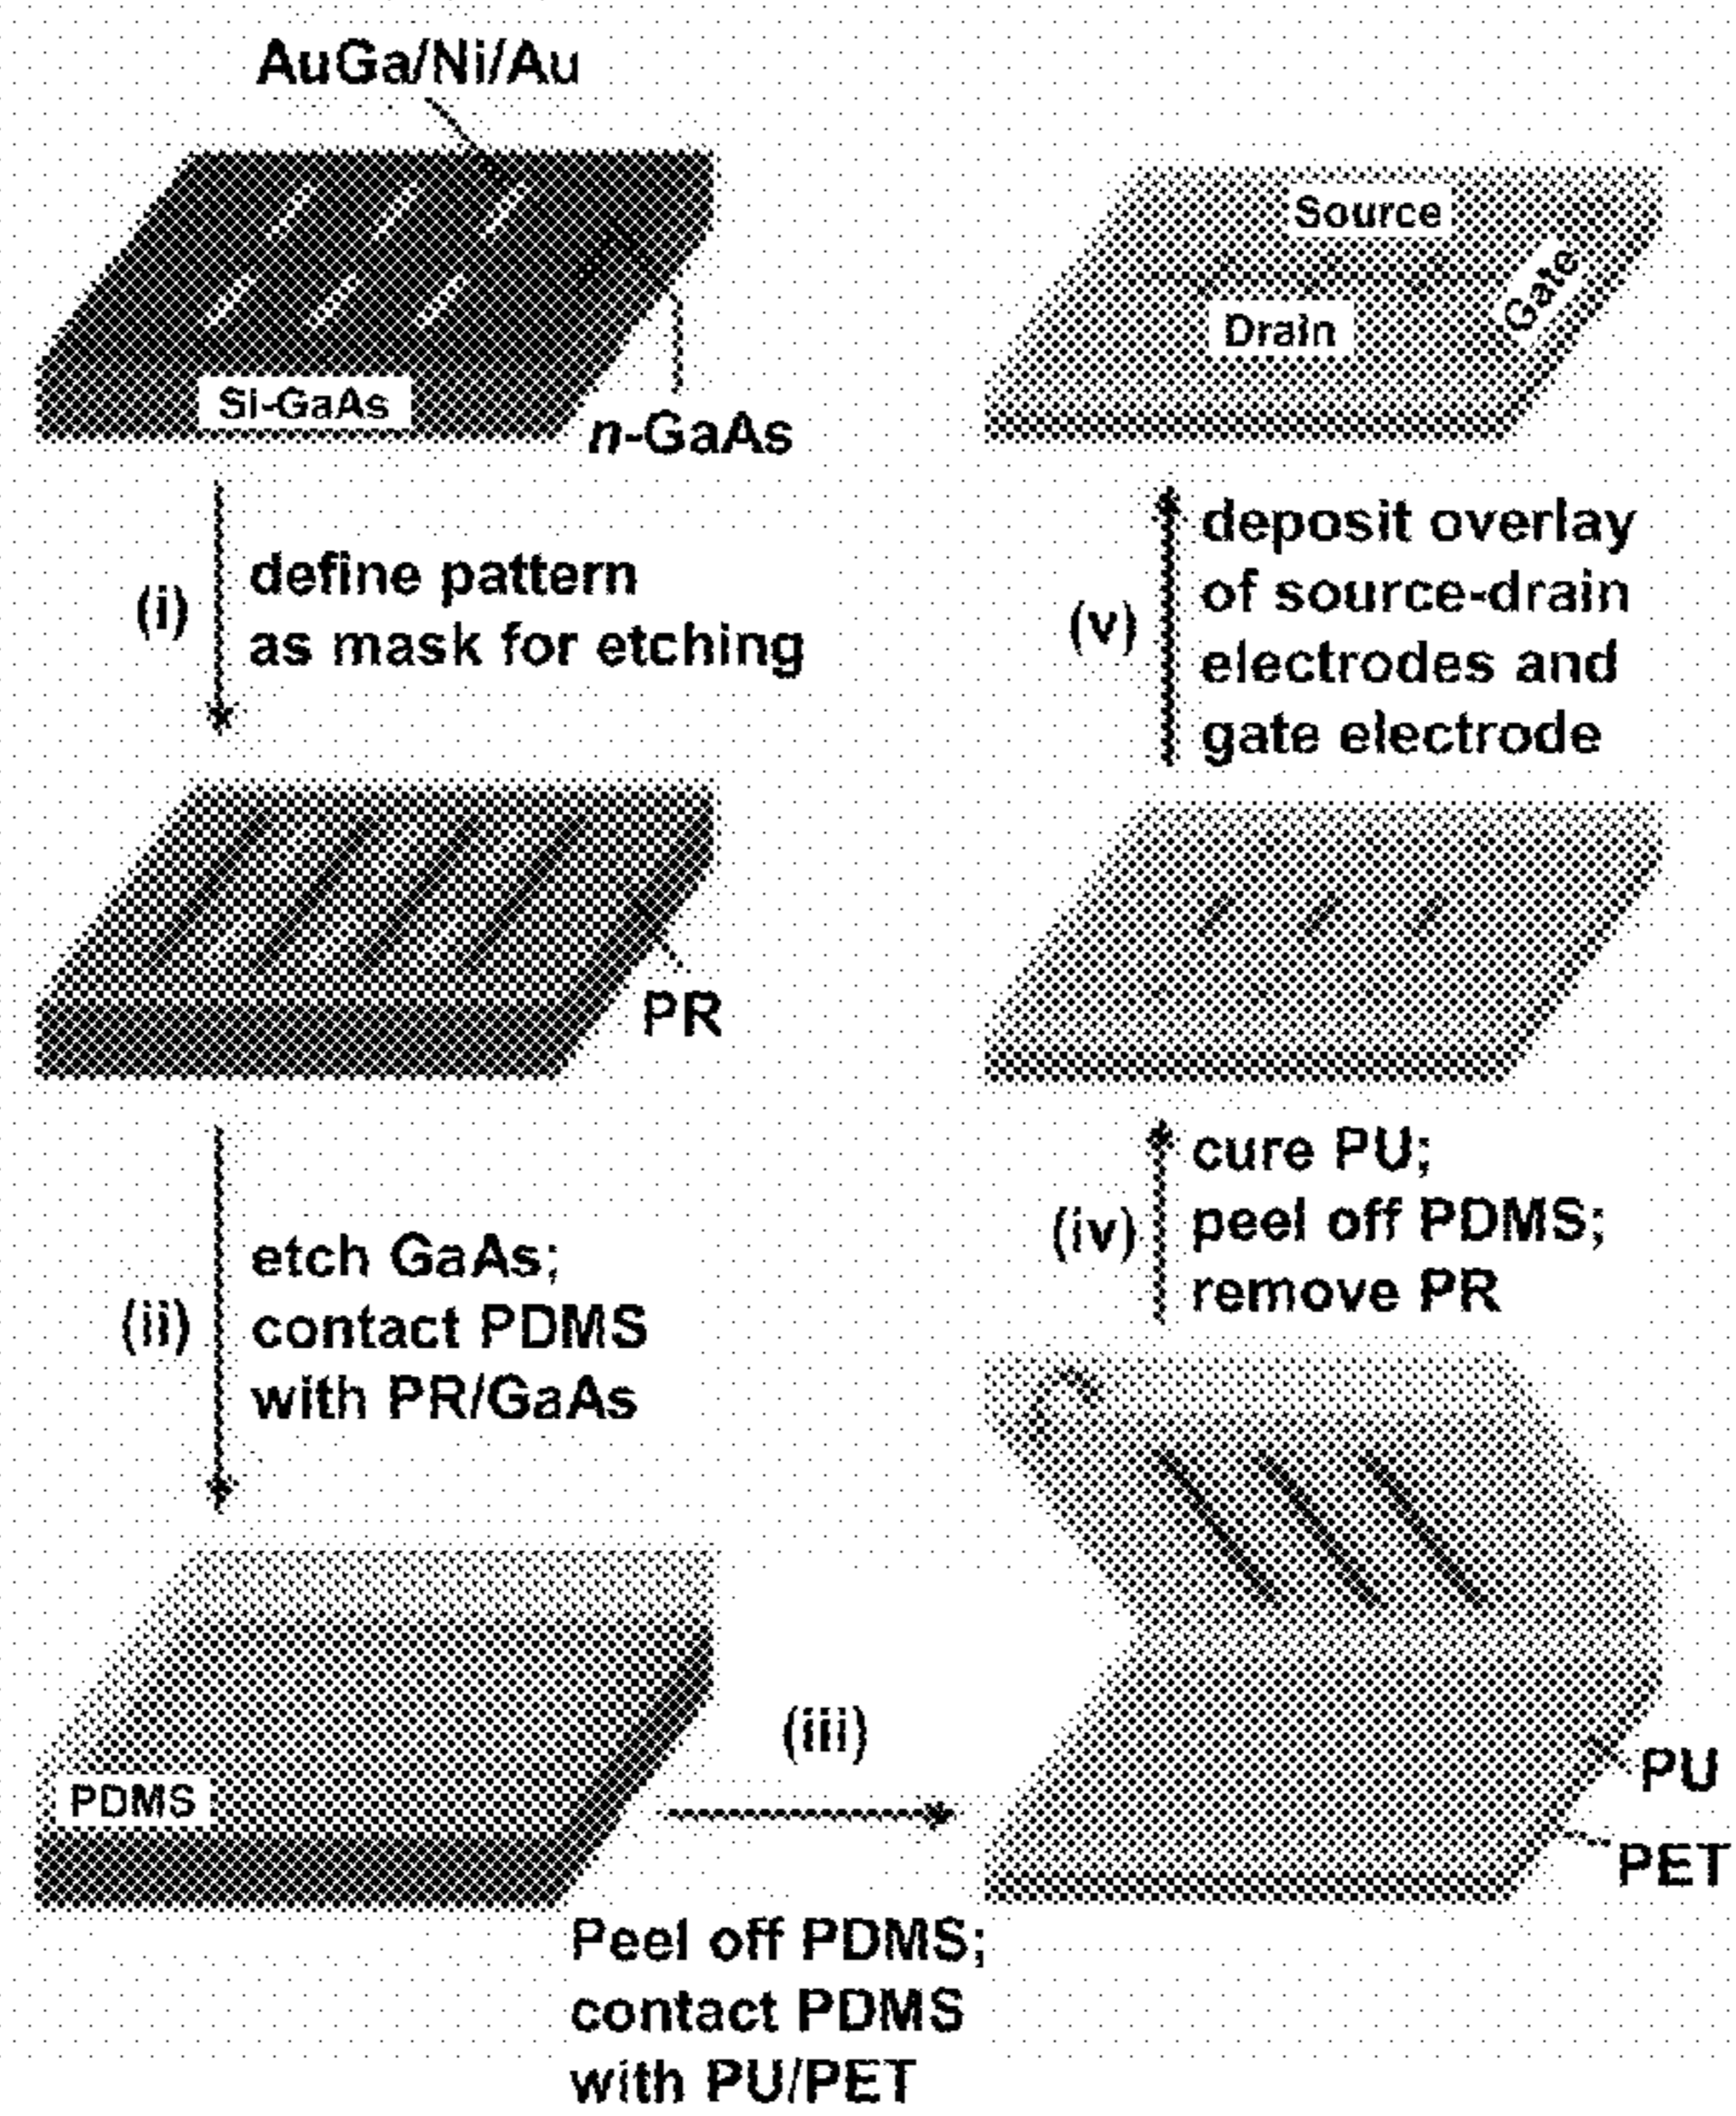 AuGa/Ni/Au
Si-GaAs
n-GaAs
(i)
define pattern
as mask for etching
PR
(ii)
etch GaAs;
contact PDMS
with PR/GaAs
PDMS
(iii)
Peel off PDMS;
contact PDMS
with PU/PET
PU
PET
(iv)
cure PU;
peel off PDMS;
remove PR
(v)
deposit overlay
of source-drain
electrodes and
gate electrode
Source
Drain
Gate